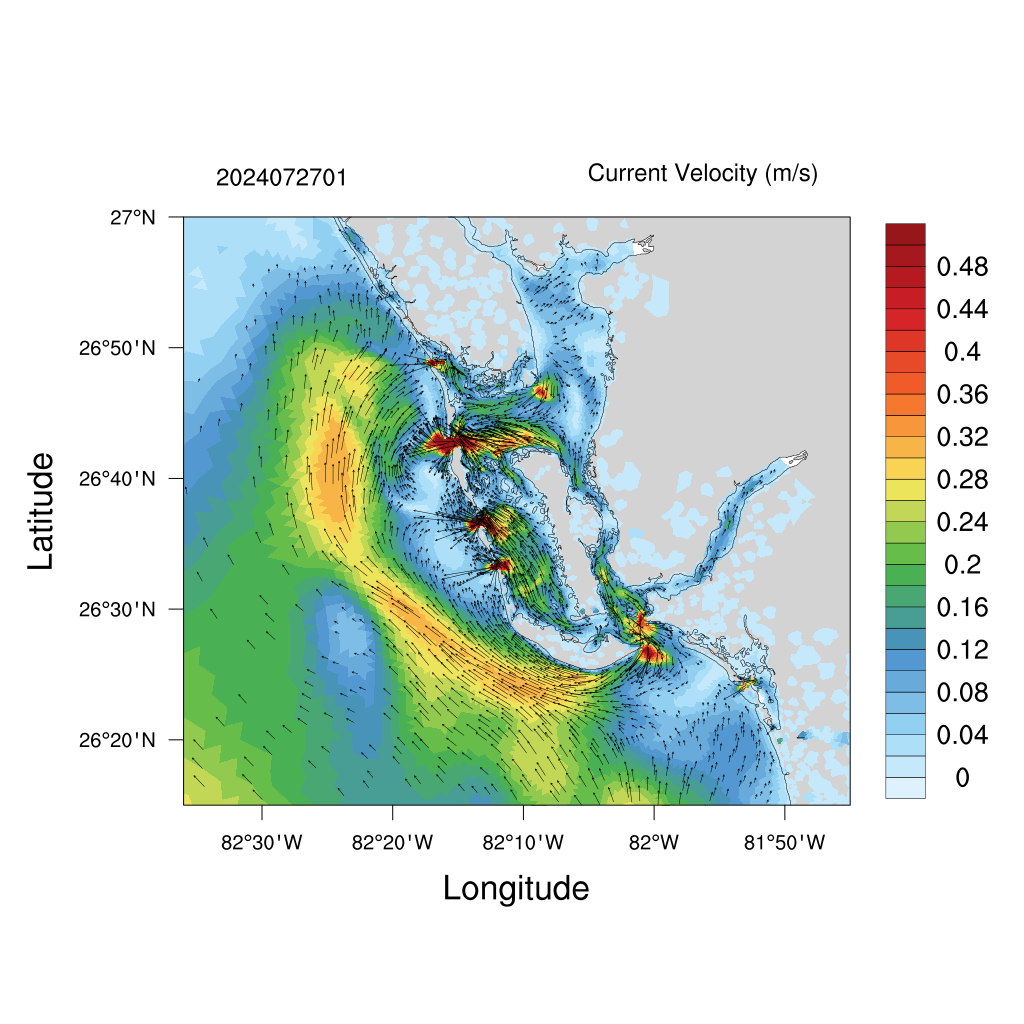 2024072701
Current Velocity (m/s)
27°N
26°50'N
26°40'N
26°30'N
26°20'N
Latitude
82°30'W
82°20'W
82°10'W
82°W
81°50'W
Longitude
0.48
0.44
0.4
0.36
0.32
0.28
0.24
0.2
0.16
0.12
0.08
0.04
0